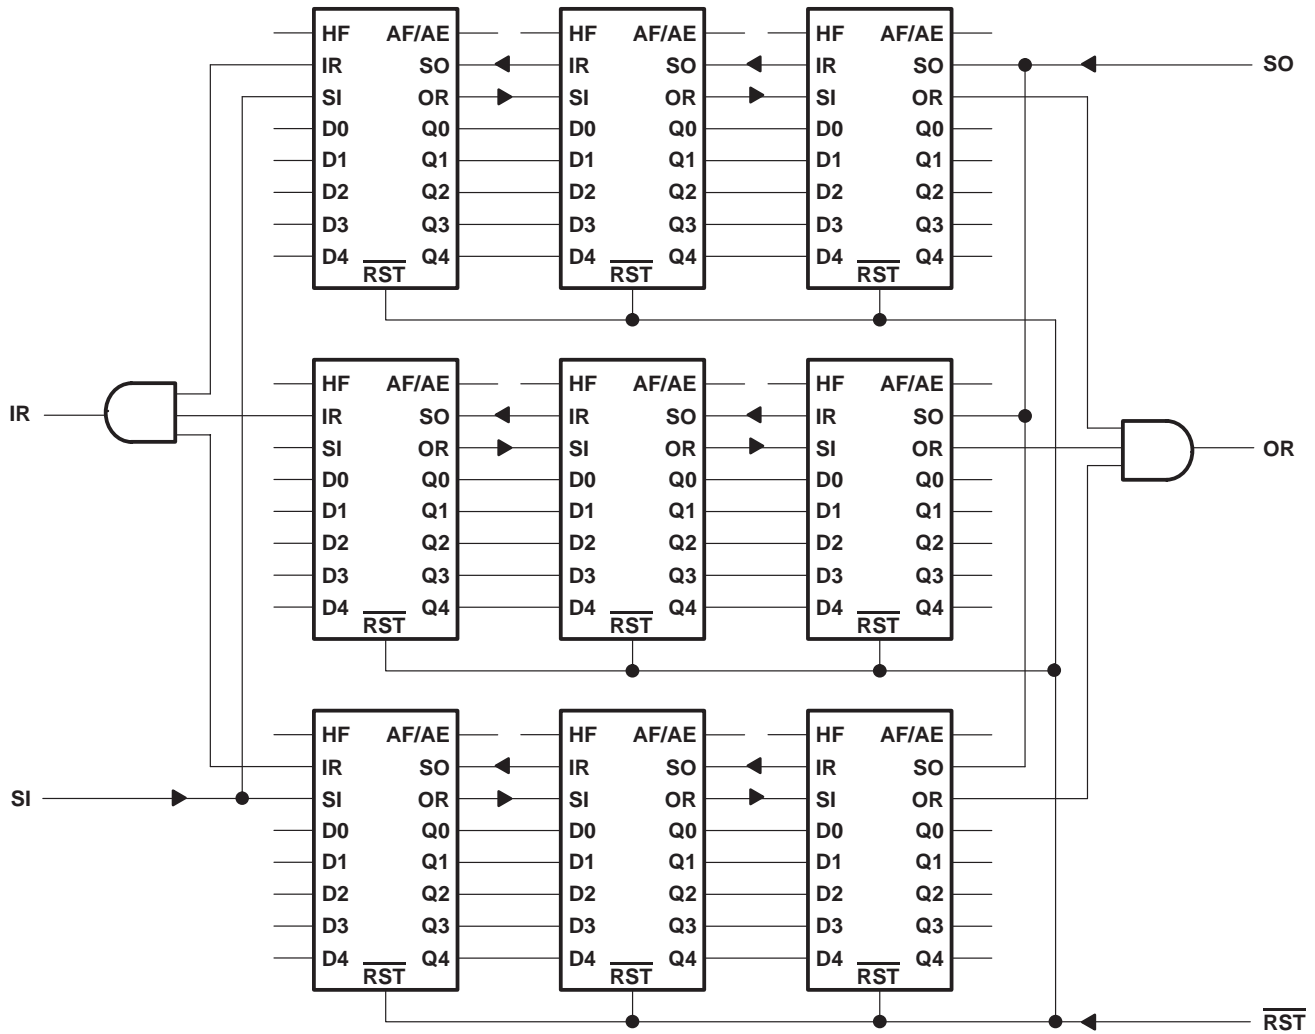 HF AF/AE HF AF/AE HF AF/AE
IR SO IR SO IR SO SO
SI OR SI OR SI OR
D0 Q0 D0 Q0 D0 Q0
D1 Q1 D1 Q1 D1 Q1
D2 Q2 D2 Q2 D2 Q2
D3 Q3 D3 Q3 D3 Q3
D4 Q4 D4 Q4 D4 Q4
RST RST RST
HF AF/AE HF AF/AE HF AF/AE
IR IR SO IR SO IR SO
SI OR SI OR SI OR OR
D0 Q0 D0 Q0 D0 Q0
D1 Q1 D1 Q1 D1 Q1
D2 Q2 D2 Q2 D2 Q2
D3 Q3 D3 Q3 D3 Q3
D4 Q4 D4 Q4 D4 Q4
RST RST RST
HF AF/AE HF AF/AE HF AF/AE
IR SO IR SO IR SO
SI SI OR SI OR SI OR
D0 Q0 D0 Q0 D0 Q0
D1 Q1 D1 Q1 D1 Q1
D2 Q2 D2 Q2 D2 Q2
D3 Q3 D3 Q3 D3 Q3
D4 Q4 D4 Q4 D4 Q4
RST RST RST
RST